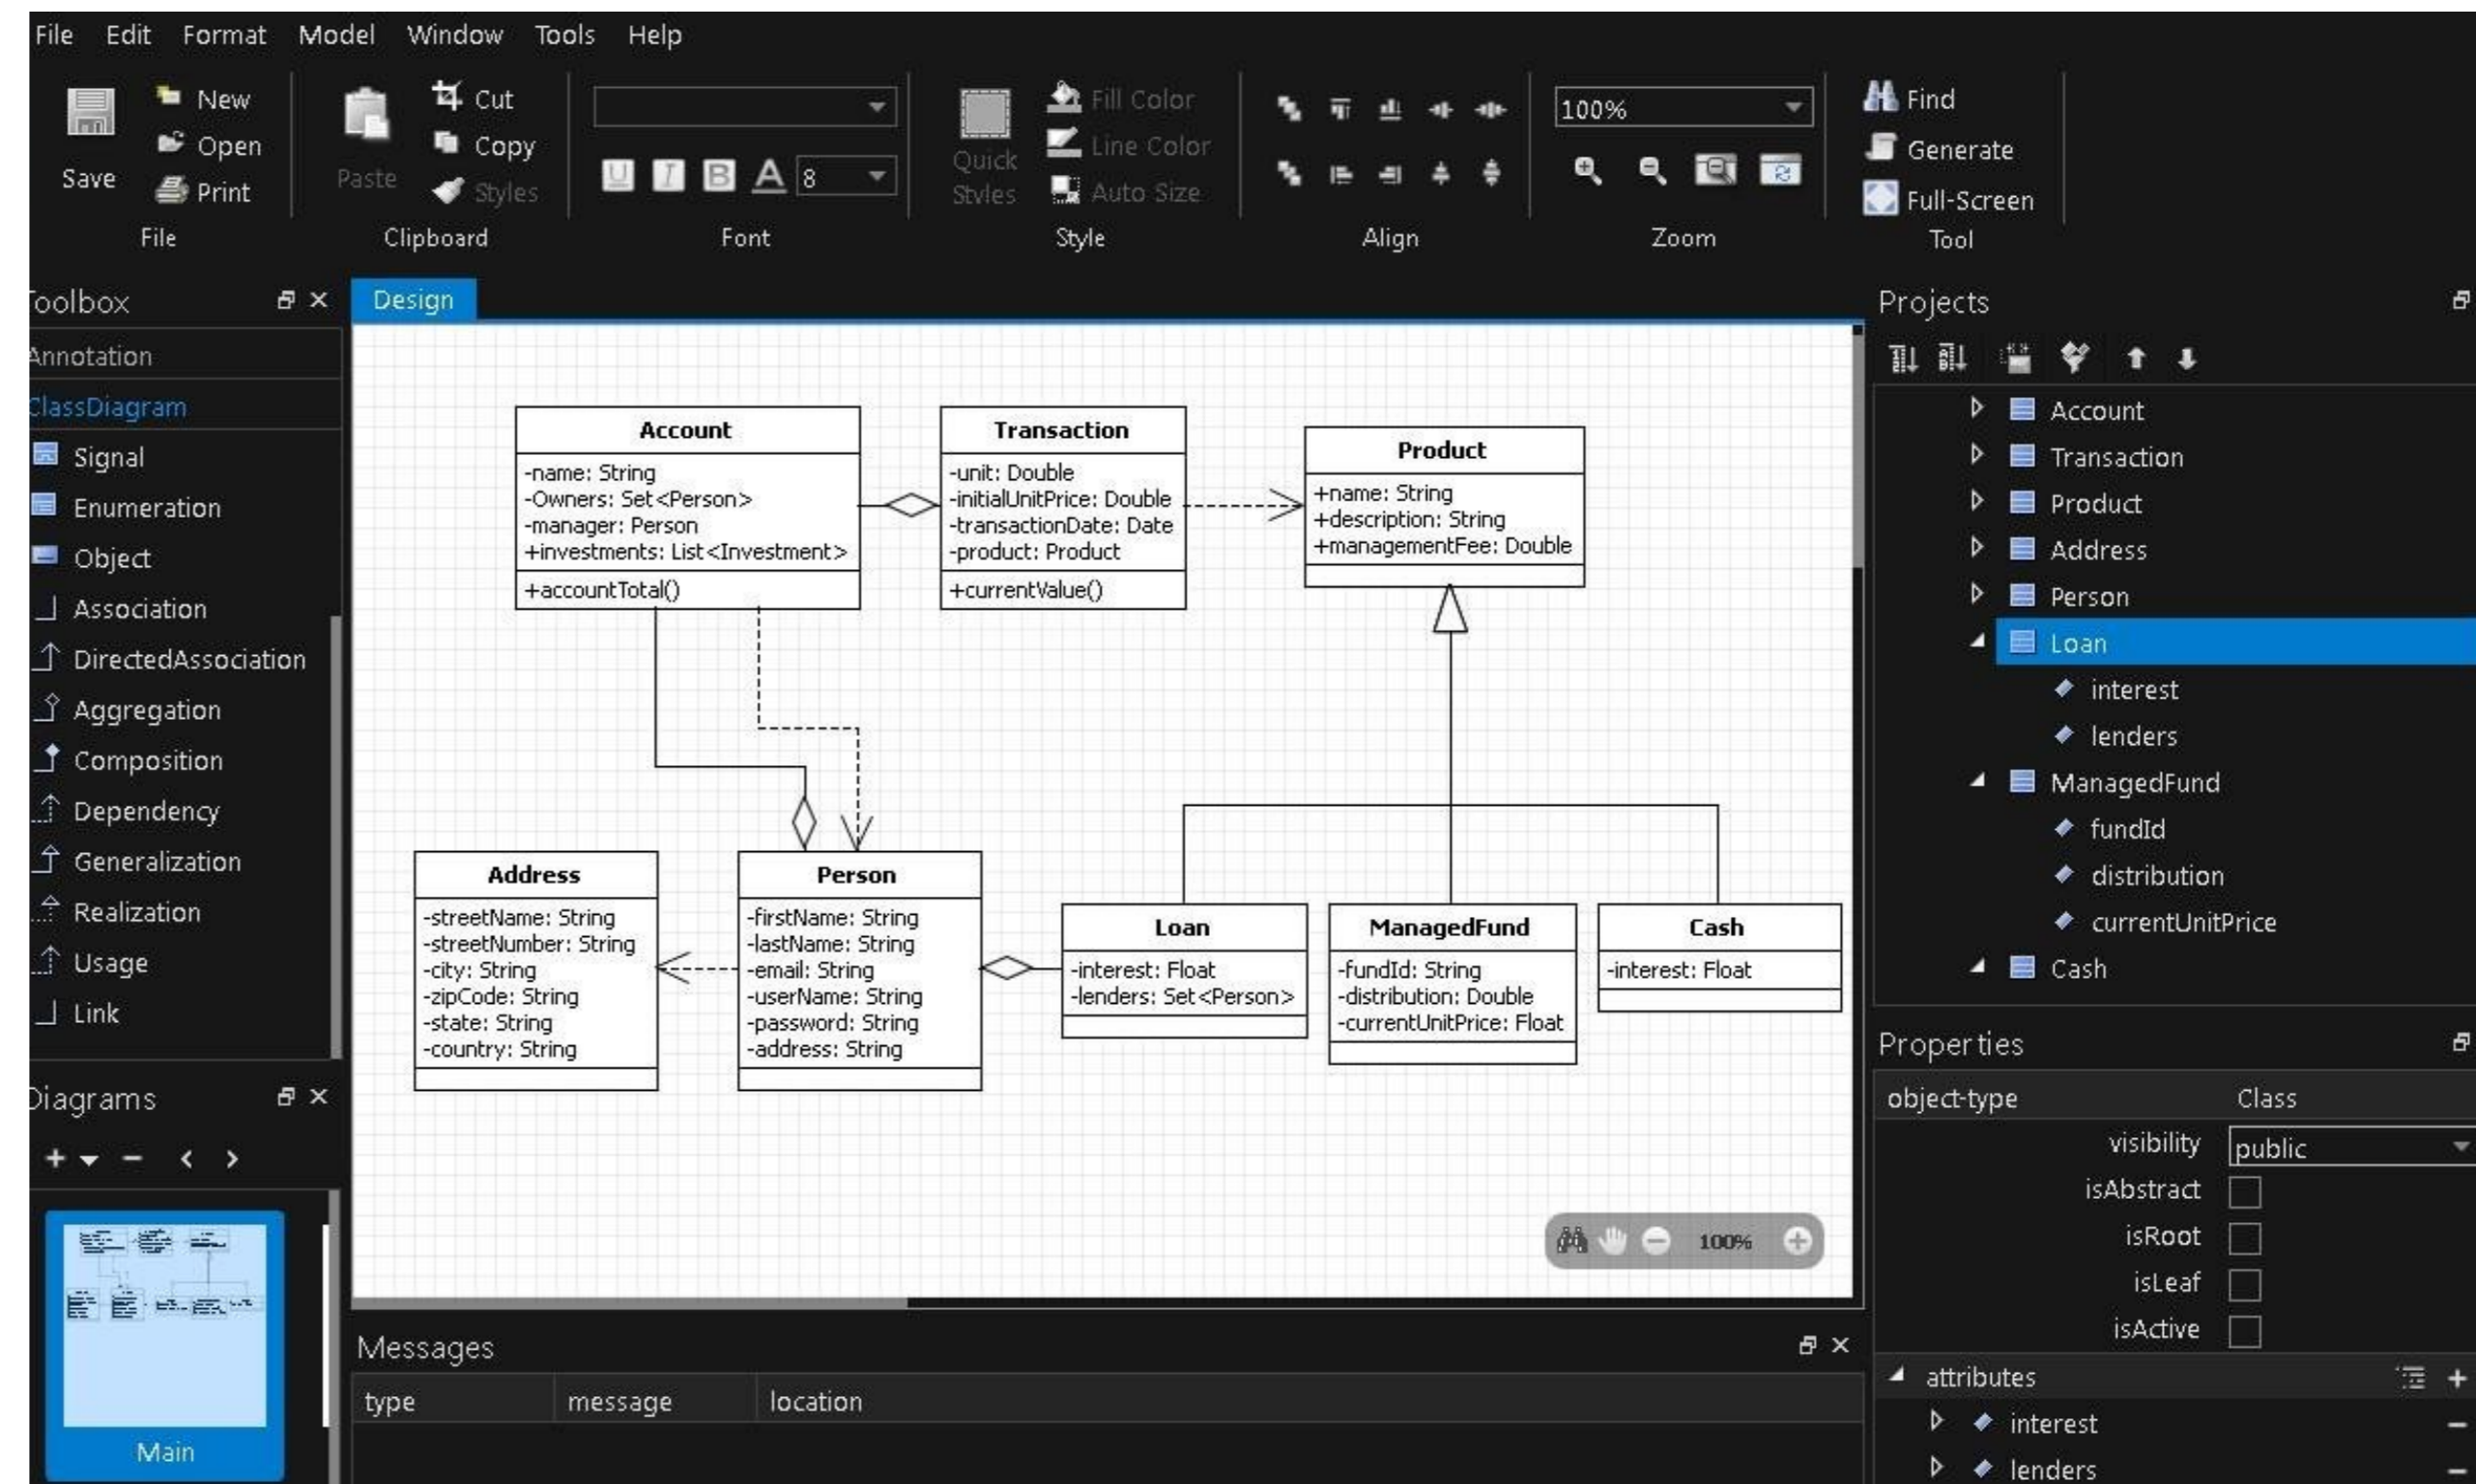 File Edit Format Model Window Tools Help
Save
New
Open
Print
File
Paste
Cut
Copy
Styles
Clipboard
8
Font
Quick Styles
Fill Color
Line Color
Auto Size
Style
Align
100%
Zoom
Find
Generate
Full-Screen
Tool
oolbox
Annotation
ClassDiagram
Signal
Enumeration
Object
Association
DirectedAssociation
Aggregation
Composition
Dependency
Generalization
Realization
Usage
Link
Diagrams
Main
Design
Account
-name: String
-Owners: Set<Person>
-manager: Person
+investments: List<Investment>
+accountTotal()
Transaction
-unit: Double
-initialUnitPrice: Double
-transactionDate: Date
-product: Product
+currentValue()
Product
+name: String
+description: String
+managementFee: Double
Address
-streetName: String
-streetNumber: String
-city: String
-zipCode: String
-state: String
-country: String
Person
-firstName: String
-lastName: String
-email: String
-userName: String
-password: String
-address: String
Loan
-interest: Float
-lenders: Set<Person>
ManagedFund
-fundId: String
-distribution: Double
-currentUnitPrice: Float
Cash
-interest: Float
100%
Messages
type message location
Projects
Account
Transaction
Product
Address
Person
Loan
interest
lenders
ManagedFund
fundId
distribution
currentUnitPrice
Cash
Properties
object-type Class
visibility public
isAbstract
isRoot
isLeaf
isActive
attributes
interest
lenders